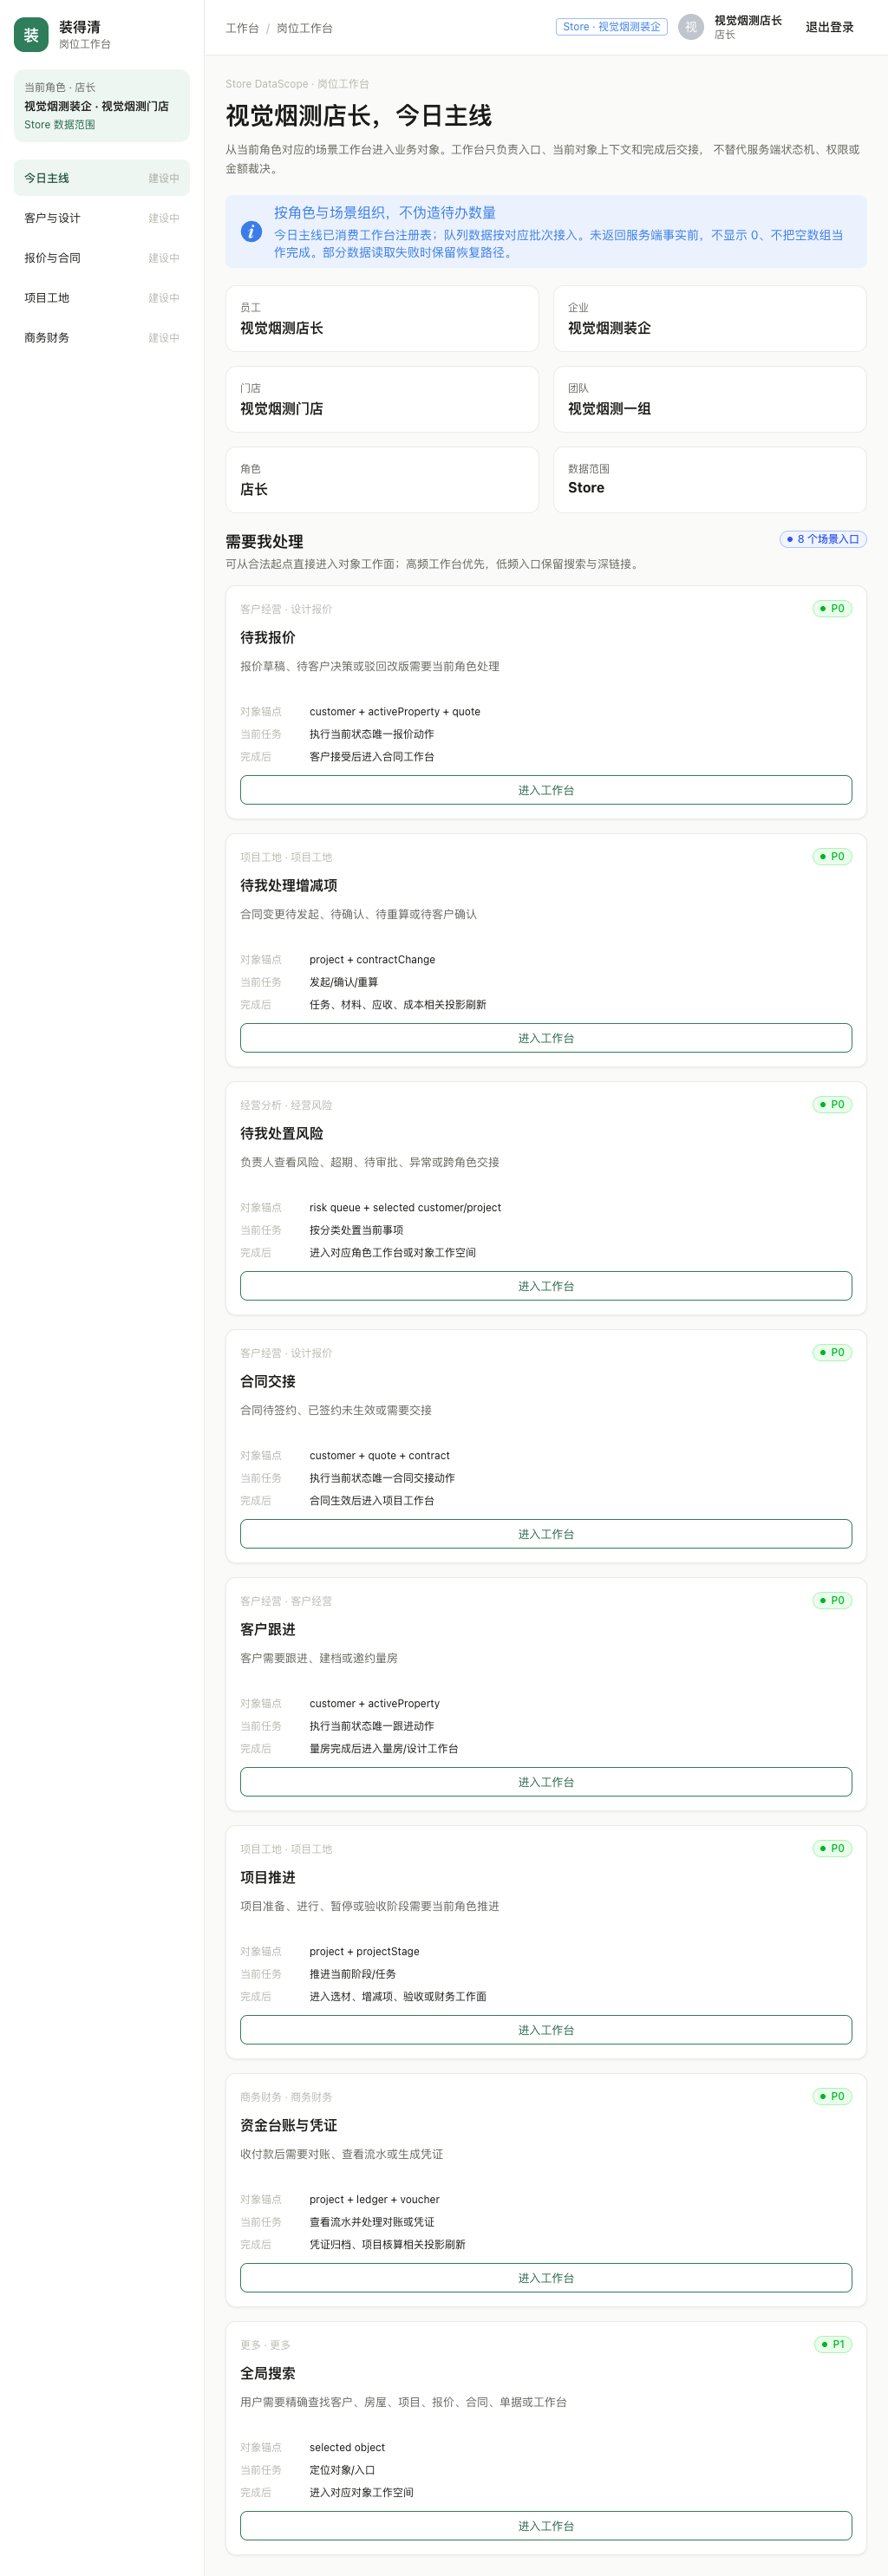 装
装得清
岗位工作台
当前角色 · 店长
视觉烟测装企 · 视觉烟测门店
Store 数据范围
今日主线 建设中
客户与设计 建设中
报价与合同 建设中
项目工地 建设中
商务财务 建设中
工作台 / 岗位工作台
Store · 视觉烟测装企
视
视觉烟测店长
店长
退出登录
Store DataScope · 岗位工作台
视觉烟测店长，今日主线
从当前角色对应的场景工作台进入业务对象。工作台只负责入口、当前对象上下文和完成后交接， 不替代服务端状态机、权限或
金额裁决。
按角色与场景组织，不伪造待办数量
今日主线已消费工作台注册表；队列数据按对应批次接入。未返回服务端事实前，不显示 0、不把空数组当
作完成。部分数据读取失败时保留恢复路径。
员工
视觉烟测店长
企业
视觉烟测装企
门店
视觉烟测门店
团队
视觉烟测一组
角色
店长
数据范围
Store
需要我处理
8 个场景入口
可从合法起点直接进入对象工作面；高频工作台优先，低频入口保留搜索与深链接。
客户经营 · 设计报价
P0
待我报价
报价草稿、待客户决策或驳回改版需要当前角色处理
对象锚点 customer + activeProperty + quote
当前任务 执行当前状态唯一报价动作
完成后 客户接受后进入合同工作台
进入工作台
项目工地 · 项目工地
P0
待我处理增减项
合同变更待发起、待确认、待重算或待客户确认
对象锚点 project + contractChange
当前任务 发起/确认/重算
完成后 任务、材料、应收、成本相关投影刷新
进入工作台
经营分析 · 经营风险
P0
待我处置风险
负责人查看风险、超期、待审批、异常或跨角色交接
对象锚点 risk queue + selected customer/project
当前任务 按分类处置当前事项
完成后 进入对应角色工作台或对象工作空间
进入工作台
客户经营 · 设计报价
P0
合同交接
合同待签约、已签约未生效或需要交接
对象锚点 customer + quote + contract
当前任务 执行当前状态唯一合同交接动作
完成后 合同生效后进入项目工作台
进入工作台
客户经营 · 客户经营
P0
客户跟进
客户需要跟进、建档或邀约量房
对象锚点 customer + activeProperty
当前任务 执行当前状态唯一跟进动作
完成后 量房完成后进入量房/设计工作台
进入工作台
项目工地 · 项目工地
P0
项目推进
项目准备、进行、暂停或验收阶段需要当前角色推进
对象锚点 project + projectStage
当前任务 推进当前阶段/任务
完成后 进入选材、增减项、验收或财务工作面
进入工作台
商务财务 · 商务财务
P0
资金台账与凭证
收付款后需要对账、查看流水或生成凭证
对象锚点 project + ledger + voucher
当前任务 查看流水并处理对账或凭证
完成后 凭证归档、项目核算相关投影刷新
进入工作台
更多 · 更多
P1
全局搜索
用户需要精确查找客户、房屋、项目、报价、合同、单据或工作台
对象锚点 selected object
当前任务 定位对象/入口
完成后 进入对应对象工作空间
进入工作台